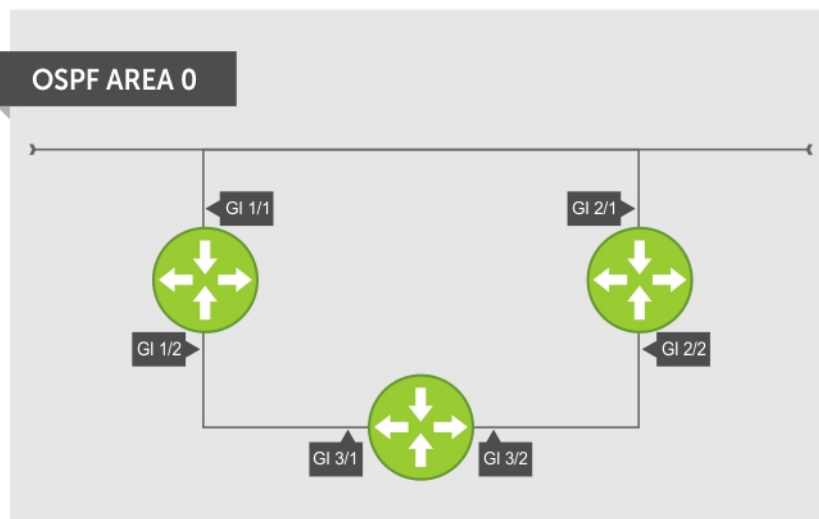 OSPF AREA 0
GI 1/1
GI 2/1
GI 1/2
GI 2/2
GI 3/1
GI 3/2